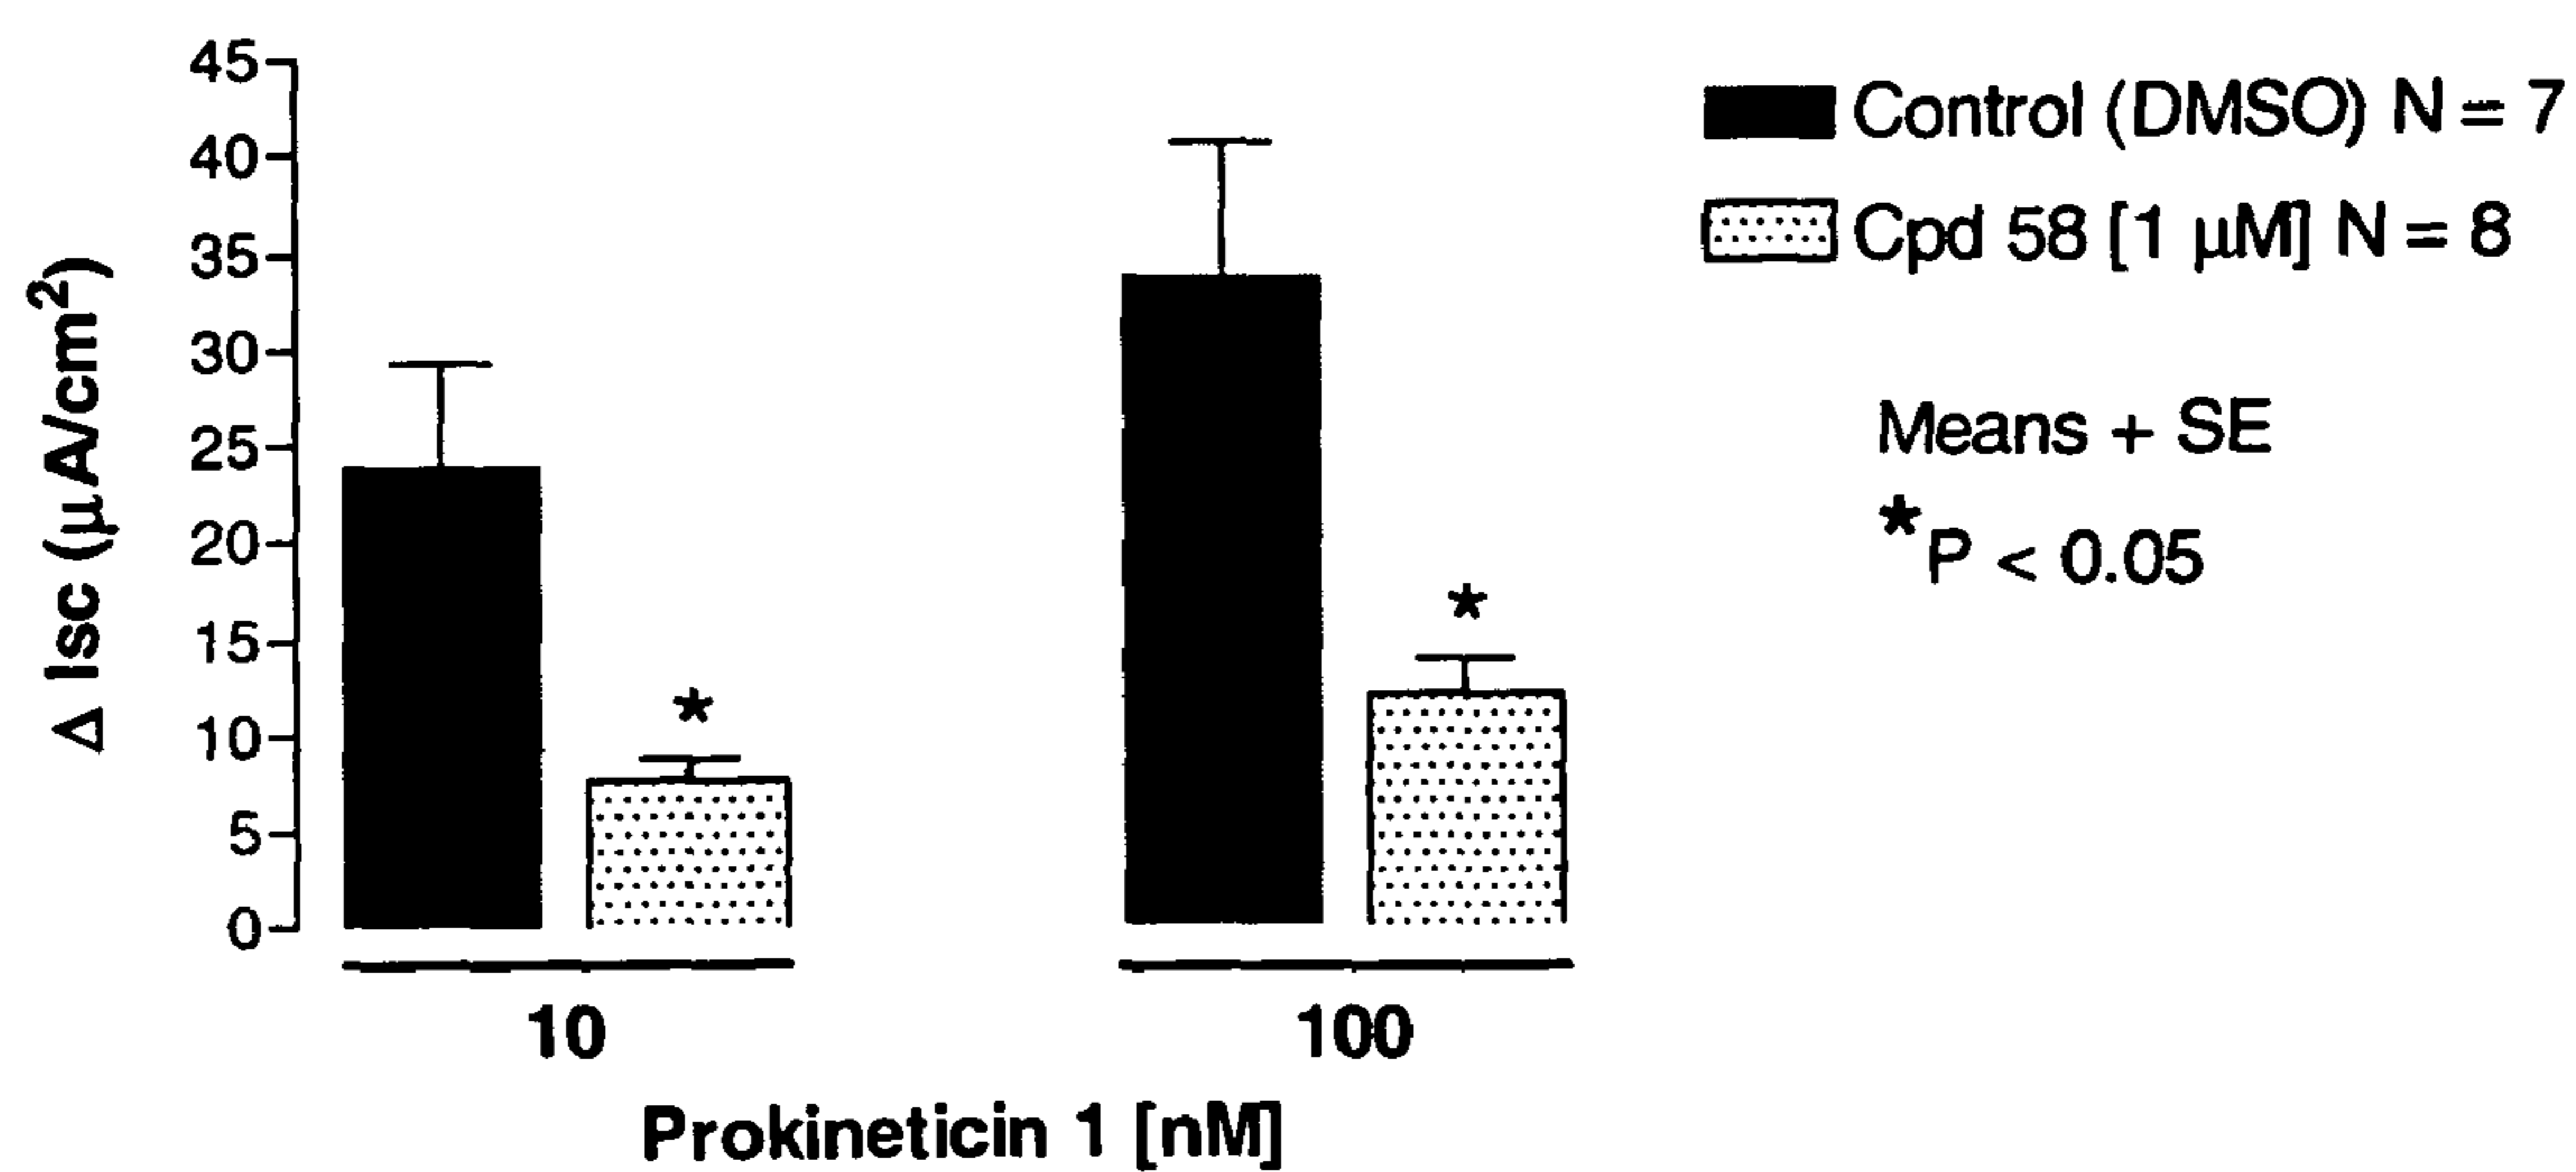 Δ Isc (µA/cm²)
45
40
35
30
25
20
15
10
5
0
*
*
10
100
Prokineticin 1 [nM]
Control (DMSO) N = 7
Cpd 58 [1 µM] N = 8
Means + SE
*P < 0.05